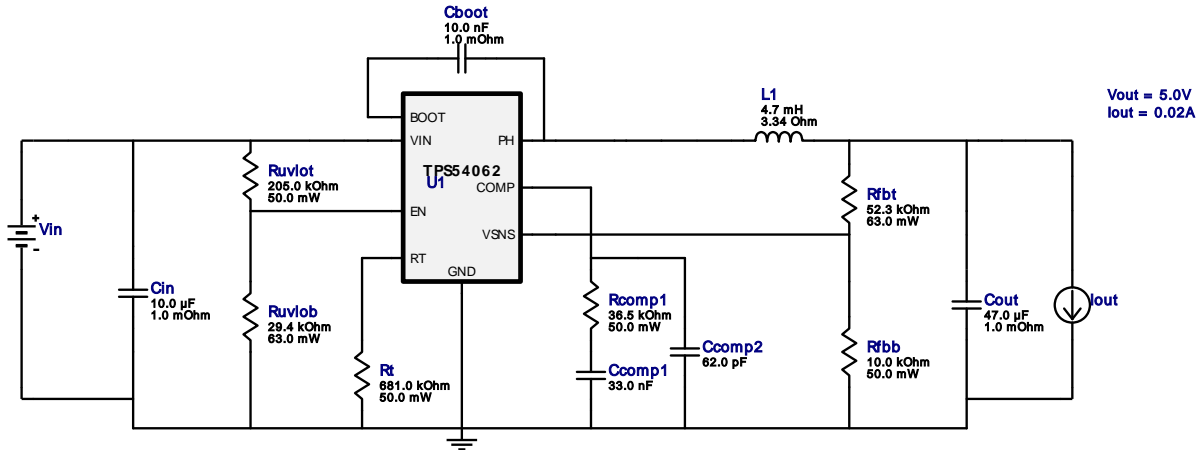 Cboot
10.0 nF
1.0 mOhm
BOOT
VIN
PH
TPS54062
U1
COMP
EN
VSNS
RT
GND
L1
4.7 mH
3.34 Ohm
Vout = 5.0V
Iout = 0.02A
Ruvlot
205.0 kOhm
50.0 mW
Rfbt
52.3 kOhm
63.0 mW
+
Vin
-
Cin
10.0 µF
1.0 mOhm
Ruvlob
29.4 kOhm
63.0 mW
Rt
681.0 kOhm
50.0 mW
Rcomp1
36.5 kOhm
50.0 mW
Ccomp1
33.0 nF
Ccomp2
62.0 pF
Rfbb
10.0 kOhm
50.0 mW
Cout
47.0 µF
1.0 mOhm
Iout